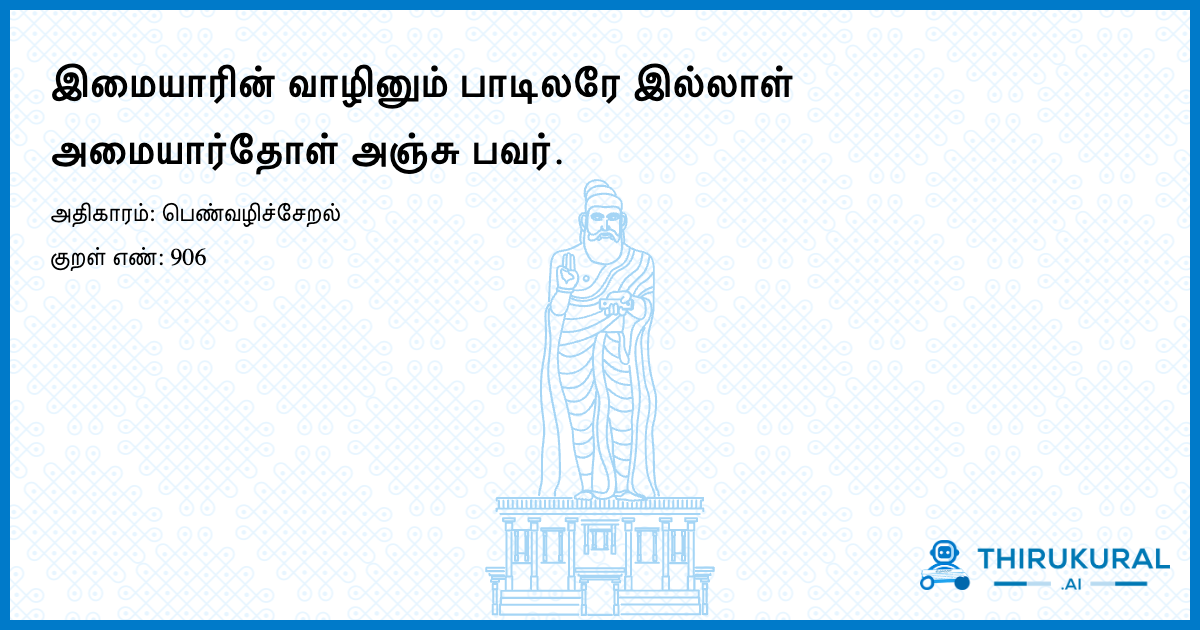 இமையாரின் வாழினும் பாடிலரே இல்லாள்
அமையார்தோள் அஞ்சு பவர்.
அதிகாரம்: பெண்வழிச்சேறல்
குறள் எண்: 906
THIRUKURAL
.AI